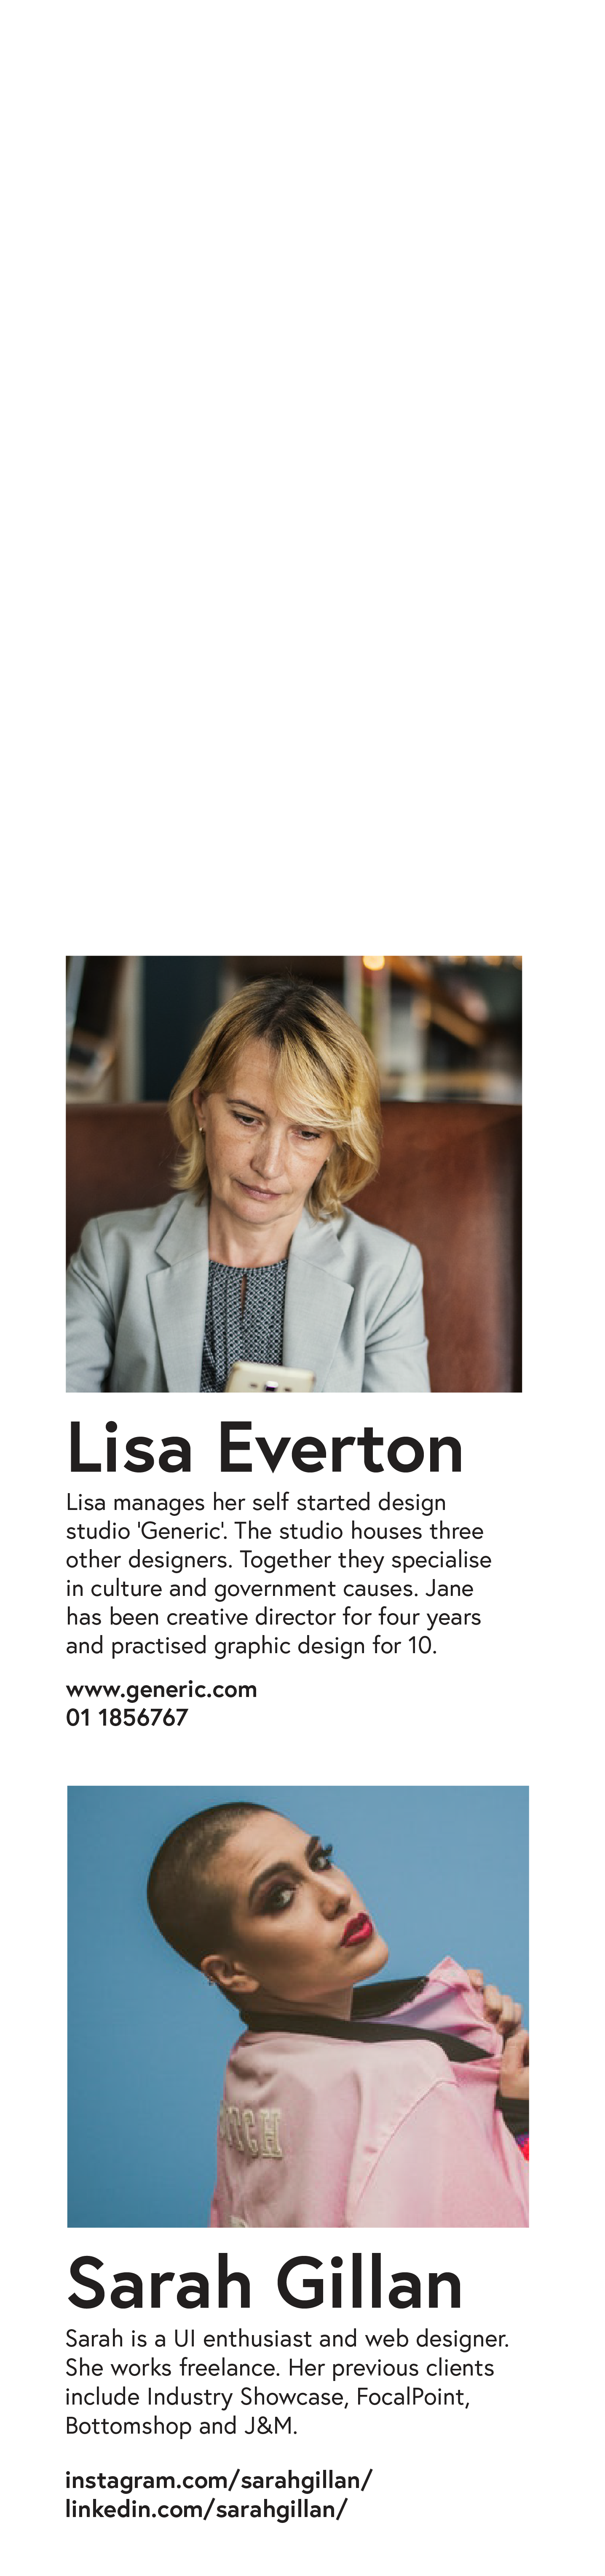 Lisa Everton
Lisa manages her self started design
studio 'Generic'. The studio houses three
other designers. Together they specialise
in culture and government causes. Jane
has been creative director for four years
and practised graphic design for 10.
www.generic.com
01 1856767
Sarah Gillan
Sarah is a UI enthusiast and web designer.
She works freelance. Her previous clients
include Industry Showcase, FocalPoint,
Bottomshop and J&M.
instagram.com/sarahgillan/
linkedin.com/sarahgillan/